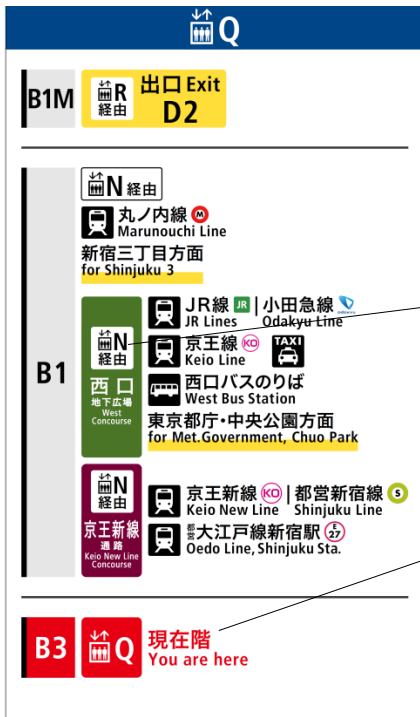 Q
B1M
R
経由
出口 Exit
D2
B1
N 経由
丸ノ内線 M
Marunouchi Line
新宿三丁目方面
for Shinjuku 3
N
経由
西口
地下広場
West
Concourse
JR線 JR | 小田急線
JR Lines Odakyu Line
odakyu
京王線 KO TAXI
Keio Line
西口バスのりば
West Bus Station
東京都庁・中央公園方面
for Met.Government, Chuo Park
N
経由
京王新線
通路
Keio New Line
Concourse
京王新線 KO | 都営新宿線 S
Keio New Line Shinjuku Line
都営大江戸線新宿駅 E 27
Oedo Line, Shinjuku Sta.
B3
Q
現在階
You are here